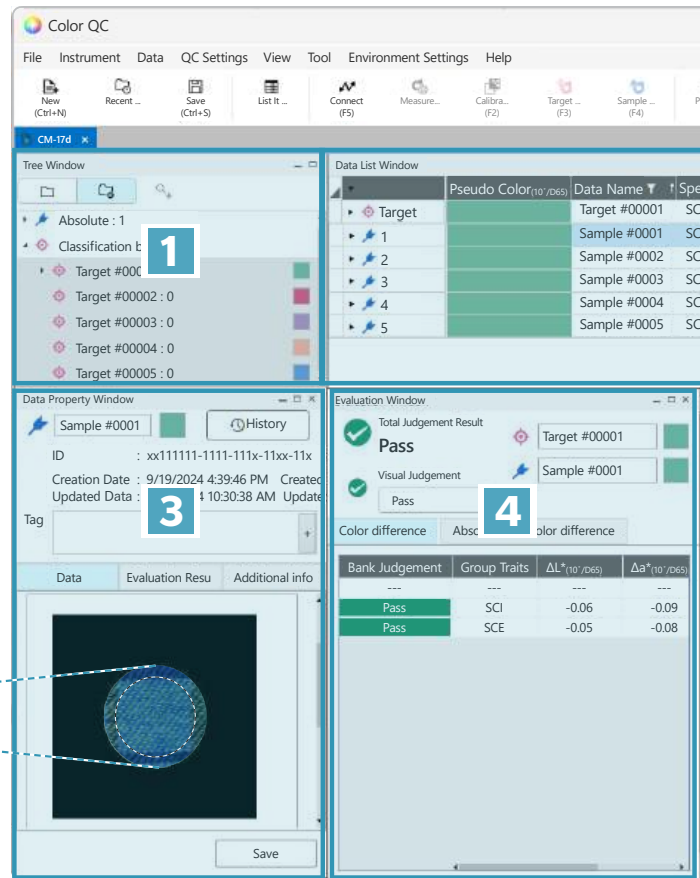 Color QC
File Instrument Data QC Settings View Tool Environment Settings Help
New Recent ... Save List It ... Connect Measure... Calibra... Target ... Sample ... P
(Ctrl+N) (Ctrl+S) (F5) (F2) (F3) (F4)
CM-17d ×
Tree Window
Absolute : 1
Classification b
Target #000
Target #00002 : 0
Target #00003 : 0
Target #00004 : 0
Target #00005 : 0
1
Data List Window
Pseudo Color(10°/D65) Data Name Spe
Target Target #00001 SC
1 Sample #0001 SC
2 Sample #0002 SC
3 Sample #0003 SC
4 Sample #0004 SC
5 Sample #0005 SC
Data Property Window
Sample #0001 History
ID : xx111111-1111-111x-11xx-11x
Creation Date : 9/19/2024 4:39:46 PM Created
Updated Data : 4 10:30:38 AM Update
Tag +
3
Data Evaluation Resu Additional info
Save
Evaluation Window
Total Judgement Result
Pass
Target #00001
Visual Judgement
Sample #0001
Pass
4
Color difference Abso olor difference
Bank Judgement Group Traits ΔL*(10°/D65) Δa*(10°/D65)
--- --- --- ---
Pass SCI -0.06 -0.09
Pass SCE -0.05 -0.08